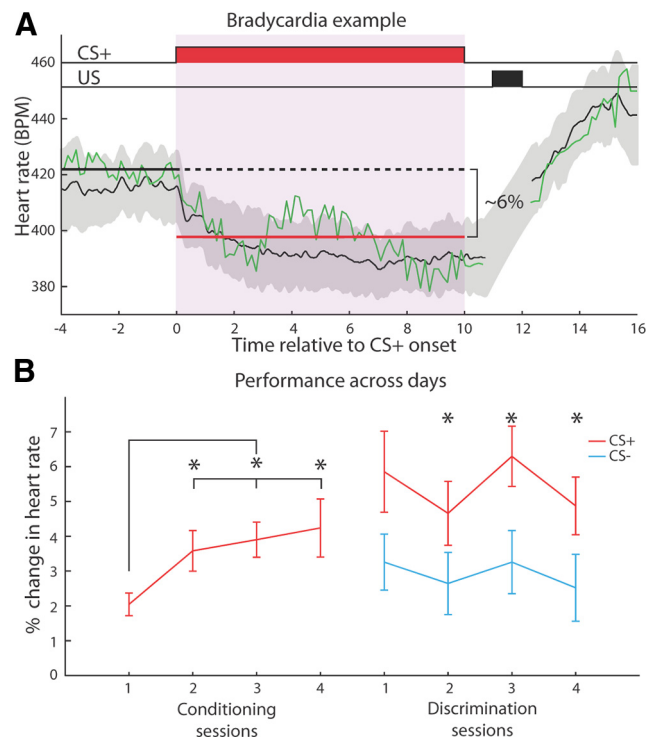 A
Bradycardia example
CS+
US
Heart rate (BPM)
460
440
420
400
380
~6%
-4 -2 0 2 4 6 8 10 12 14 16
Time relative to CS+ onset
B
Performance across days
% change in heart rate
7
6
5
4
3
2
1
0
* * * * * *
CS+
CS-
1 2 3 4 1 2 3 4
Conditioning sessions
Discrimination sessions